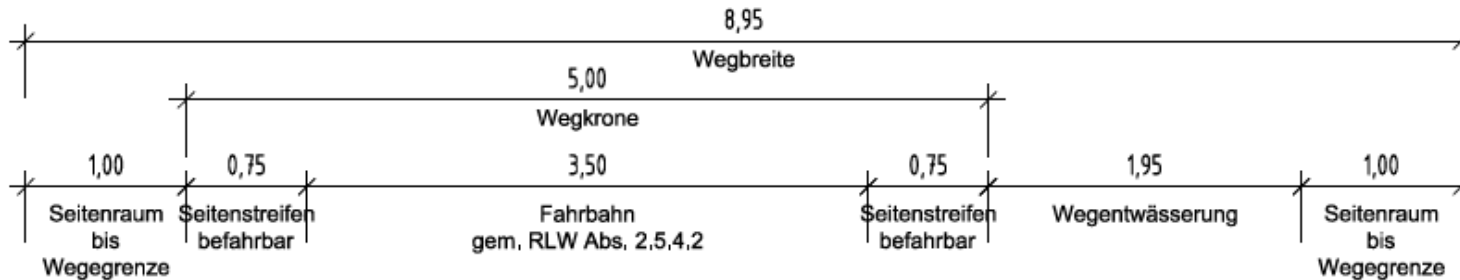 8,95
Wegbreite
5,00
Wegkrone
1,00 0,75 3,50 0,75 1,95 1,00
Seitenraum Seitenstreifen Fahrbahn Seitenstreifen Wegentwässerung Seitenraum
bis befahrbar gem, RLW Abs, 2,5,4,2 befahrbar bis
Wegegrenze Wegegrenze